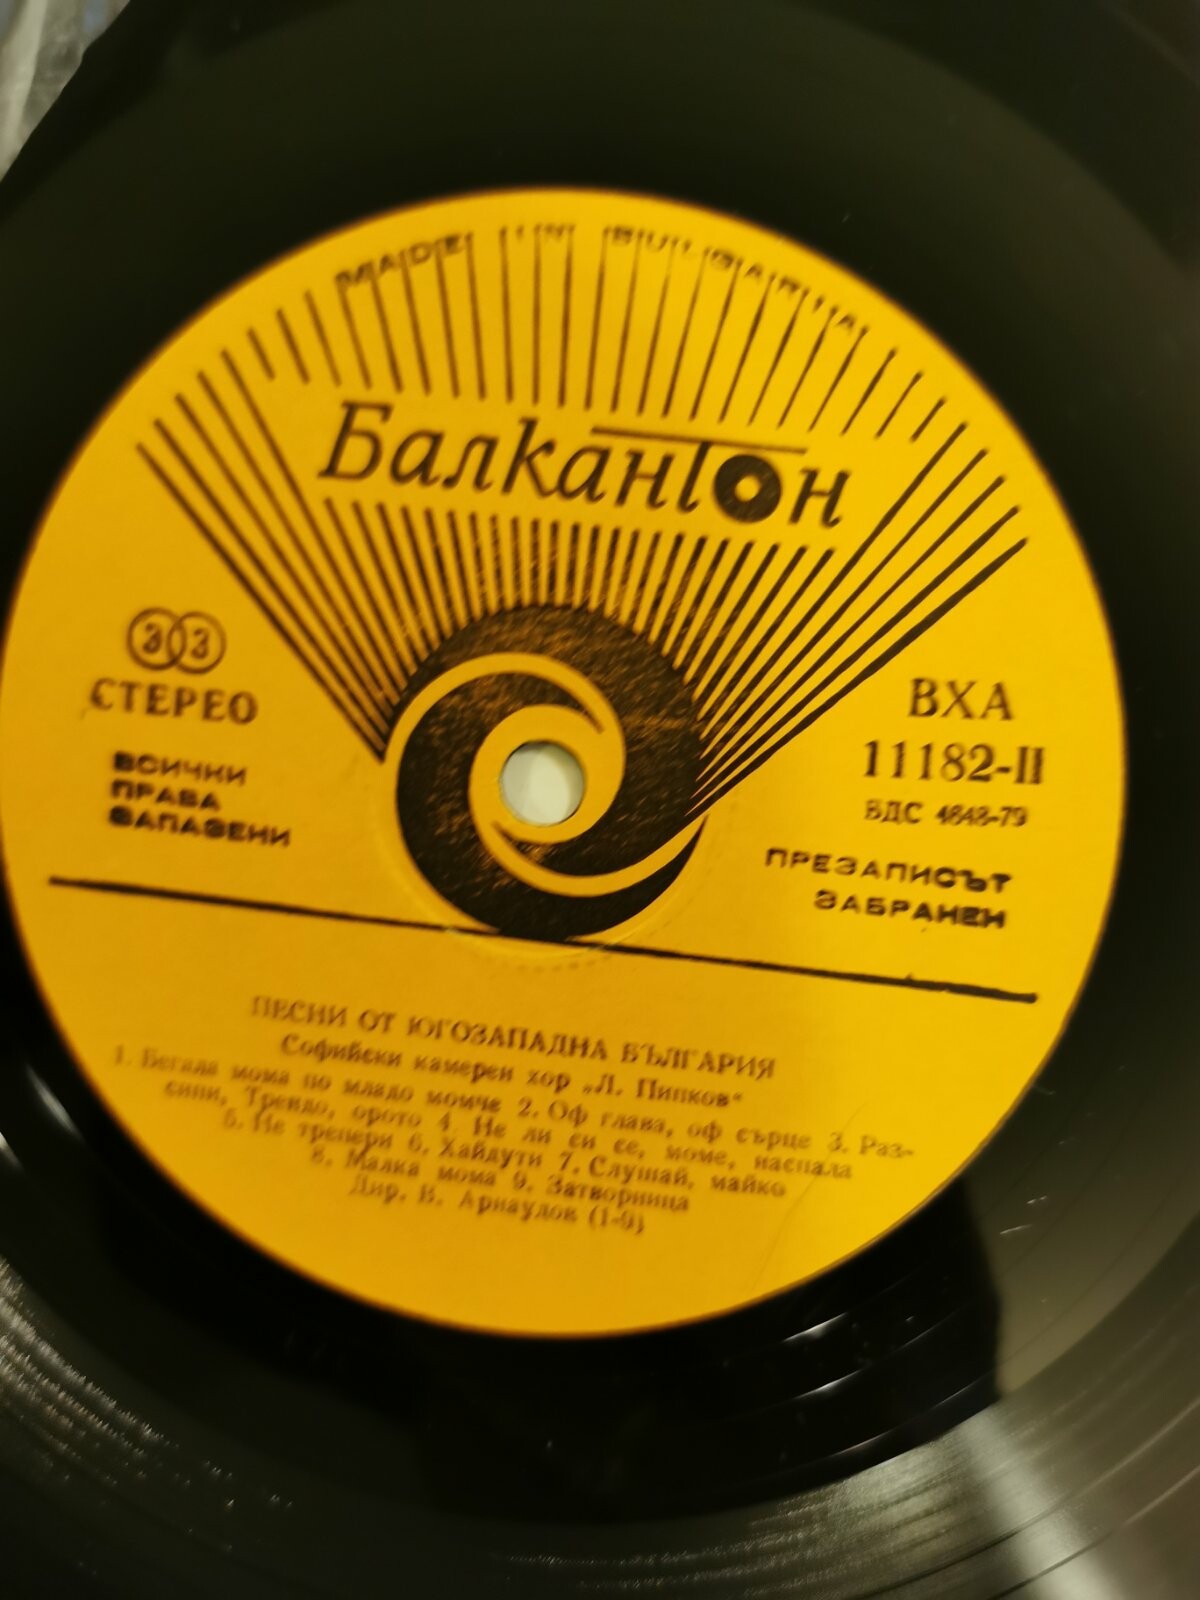 MADE IN BULGARIA
Балкантон
33
СТЕРЕО
ВСИЧКИ
ПРАВА
ЗАПАЗЕНИ
ВХА
11182-II
БДС 4848-79
ПРЕЗАПИСЪТ
ЗАБРАНЕН
ПЕСНИ ОТ ЮГОЗАПАДНА БЪЛГАРИЯ
Софийски камерен хор „Л. Пипков"
1. Бегала мома по младо момче 2. Оф глава, оф сърце 3. Раз-
сипи, Трендо, орото 4. Не ли си се, моме, наспала
5. Не трепери 6. Хайдути 7. Слушай, майко
8. Малка мома 9. Затворница
Дир. В. Арнаудов (1-9)